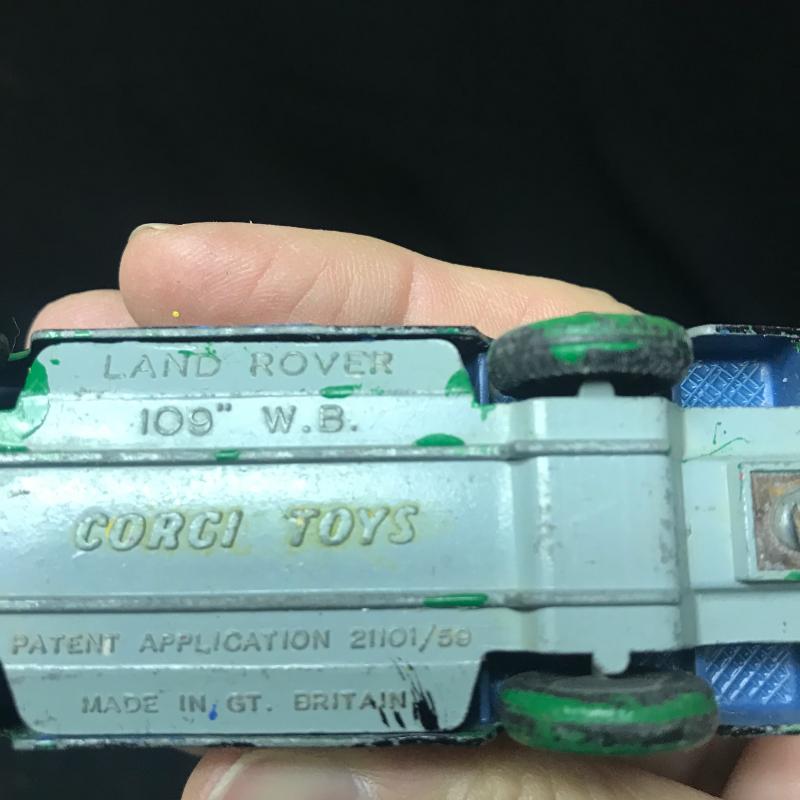 LAND ROVER
109" W.B.
CORGI TOYS
PATENT APPLICATION 21101/59
MADE IN GT. BRITAIN